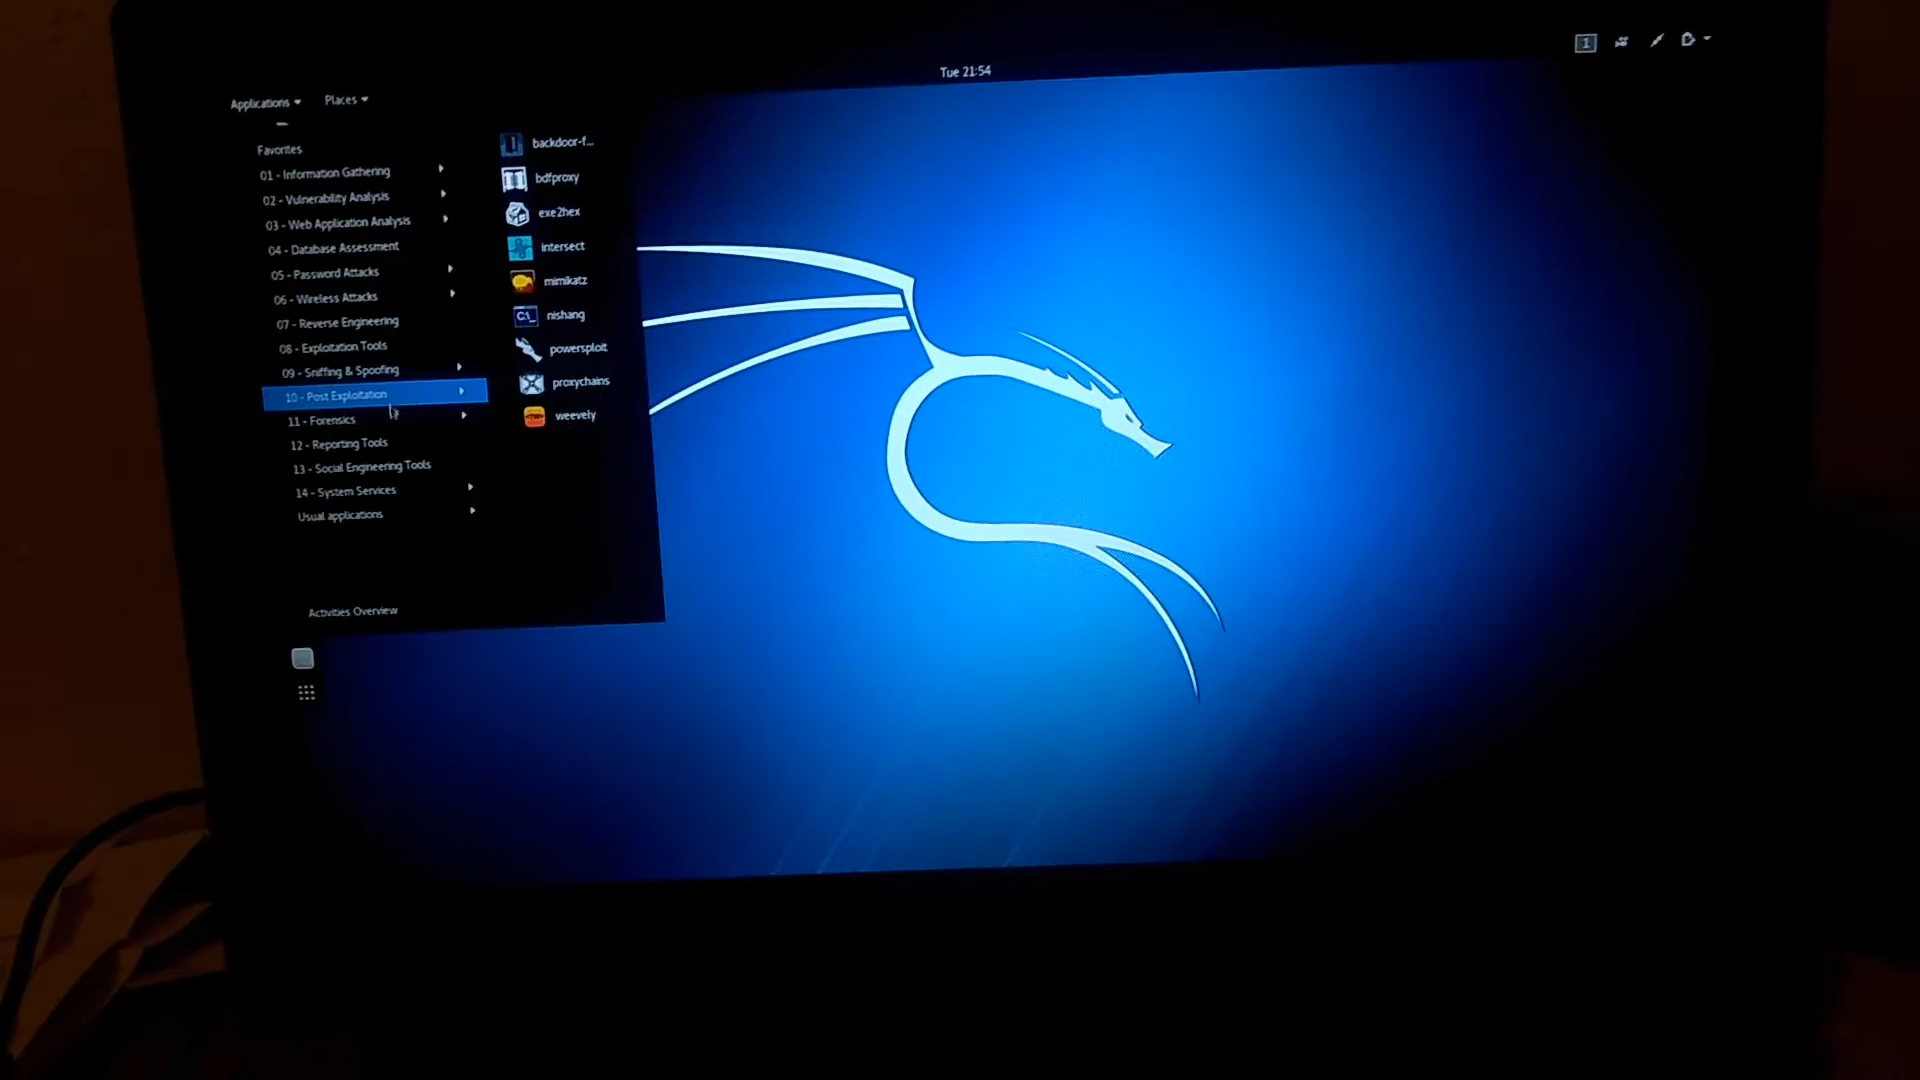 Tue 21:54
Applications Places
Favorites
01 - Information Gathering
02 - Vulnerability Analysis
03 - Web Application Analysis
04 - Database Assessment
05 - Password Attacks
06 - Wireless Attacks
07 - Reverse Engineering
08 - Exploitation Tools
09 - Sniffing & Spoofing
10 - Post Exploitation
11 - Forensics
12 - Reporting Tools
13 - Social Engineering Tools
14 - System Services
Usual applications
Activities Overview
backdoor-f...
bdfproxy
exe2hex
intersect
mimikatz
nishang
powersploit
proxychains
weevely
1